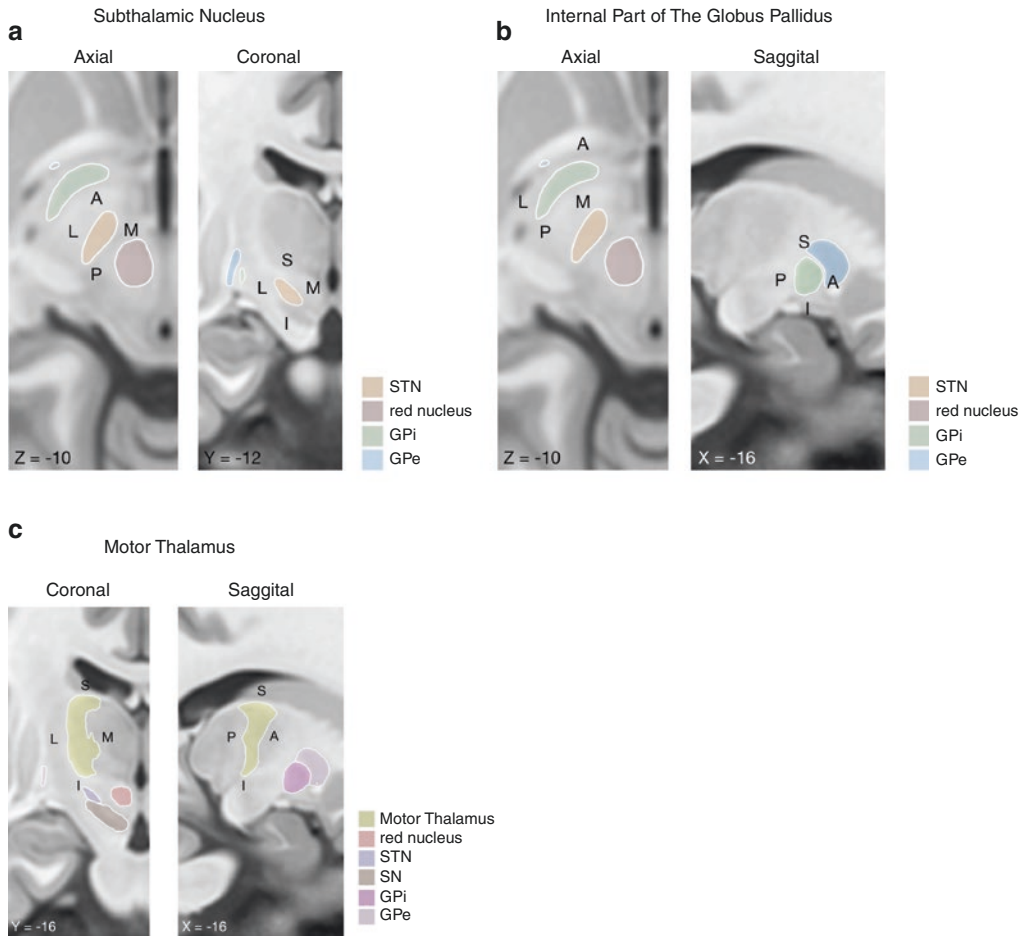 Subthalamic Nucleus
a
Axial
Coronal
A
L
M
P
Z = -10
S
L
M
I
Y = -12
STN
red nucleus
GPi
GPe
Internal Part of The Globus Pallidus
b
Axial
Saggital
A
L
M
P
Z = -10
S
P
A
I
X = -16
STN
red nucleus
GPi
GPe
c
Motor Thalamus
Coronal
Saggital
S
L
M
I
Y = -16
S
P
A
I
X = -16
Motor Thalamus
red nucleus
STN
SN
GPi
GPe